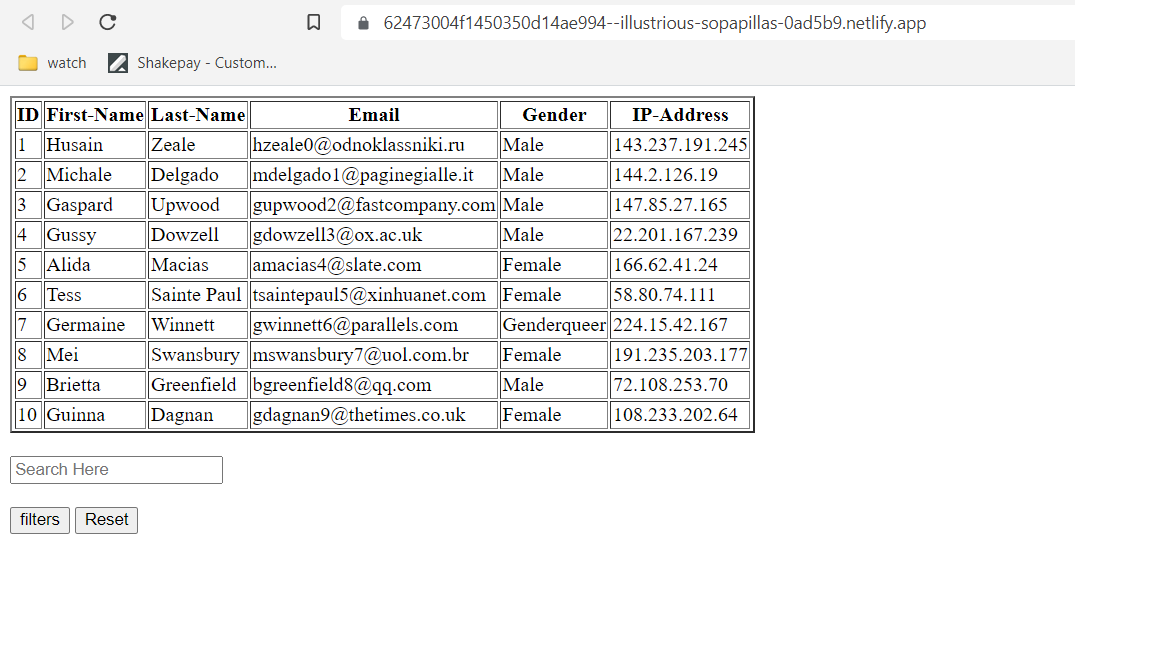 62473004f1450350d14ae994--illustrious-sopapillas-0ad5b9.netlify.app
watch Shakepay - Custom...
ID First-Name Last-Name Email Gender IP-Address
1 Husain Zeale hzeale0@odnoklassniki.ru Male 143.237.191.245
2 Michale Delgado mdelgado1@paginegialle.it Male 144.2.126.19
3 Gaspard Upwood gupwood2@fastcompany.com Male 147.85.27.165
4 Gussy Dowzell gdowzell3@ox.ac.uk Male 22.201.167.239
5 Alida Macias amacias4@slate.com Female 166.62.41.24
6 Tess Sainte Paul tsaintepaul5@xinhuanet.com Female 58.80.74.111
7 Germaine Winnett gwinnett6@parallels.com Genderqueer 224.15.42.167
8 Mei Swansbury mswansbury7@uol.com.br Female 191.235.203.177
9 Brietta Greenfield bgreenfield8@qq.com Male 72.108.253.70
10 Guinna Dagnan gdagnan9@thetimes.co.uk Female 108.233.202.64
Search Here
filters Reset